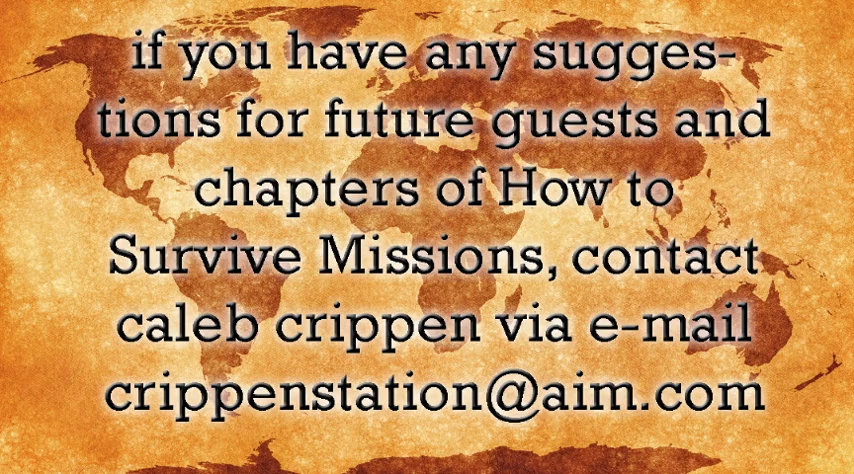 if you have any sugges-
tions for future guests and
chapters of How to
Survive Missions, contact
caleb crippen via e-mail
crippenstation@aim.com